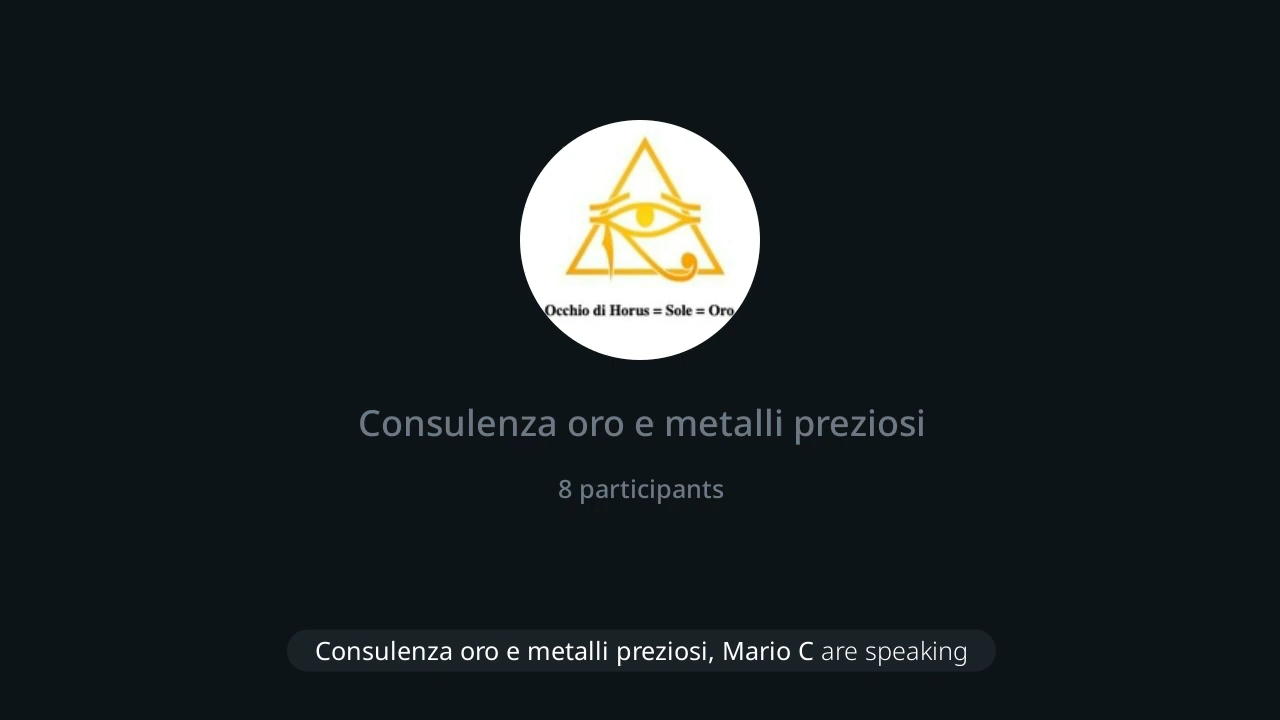 Occhio di Horus = Sole = Oro
Consulenza oro e metalli preziosi
8 participants
Consulenza oro e metalli preziosi, Mario C are speaking